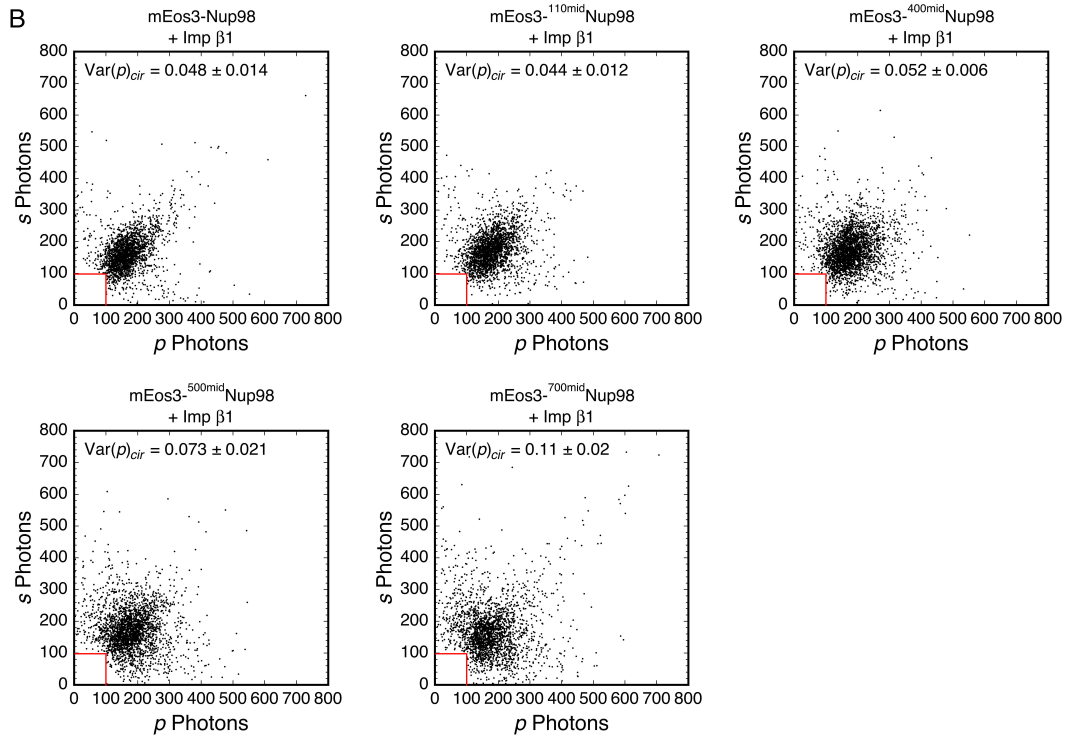 B
mEos3-Nup98
+ Imp β1
Var(p)cir = 0.048 ± 0.014
800
700
600
500
400
300
200
100
0
s Photons
0 100 200 300 400 500 600 700 800
p Photons
mEos3-110midNup98
+ Imp β1
Var(p)cir = 0.044 ± 0.012
800
700
600
500
400
300
200
100
0
s Photons
0 100 200 300 400 500 600 700 800
p Photons
mEos3-400midNup98
+ Imp β1
Var(p)cir = 0.052 ± 0.006
800
700
600
500
400
300
200
100
0
s Photons
0 100 200 300 400 500 600 700 800
p Photons
mEos3-500midNup98
+ Imp β1
Var(p)cir = 0.073 ± 0.021
800
700
600
500
400
300
200
100
0
s Photons
0 100 200 300 400 500 600 700 800
p Photons
mEos3-700midNup98
+ Imp β1
Var(p)cir = 0.11 ± 0.02
800
700
600
500
400
300
200
100
0
s Photons
0 100 200 300 400 500 600 700 800
p Photons